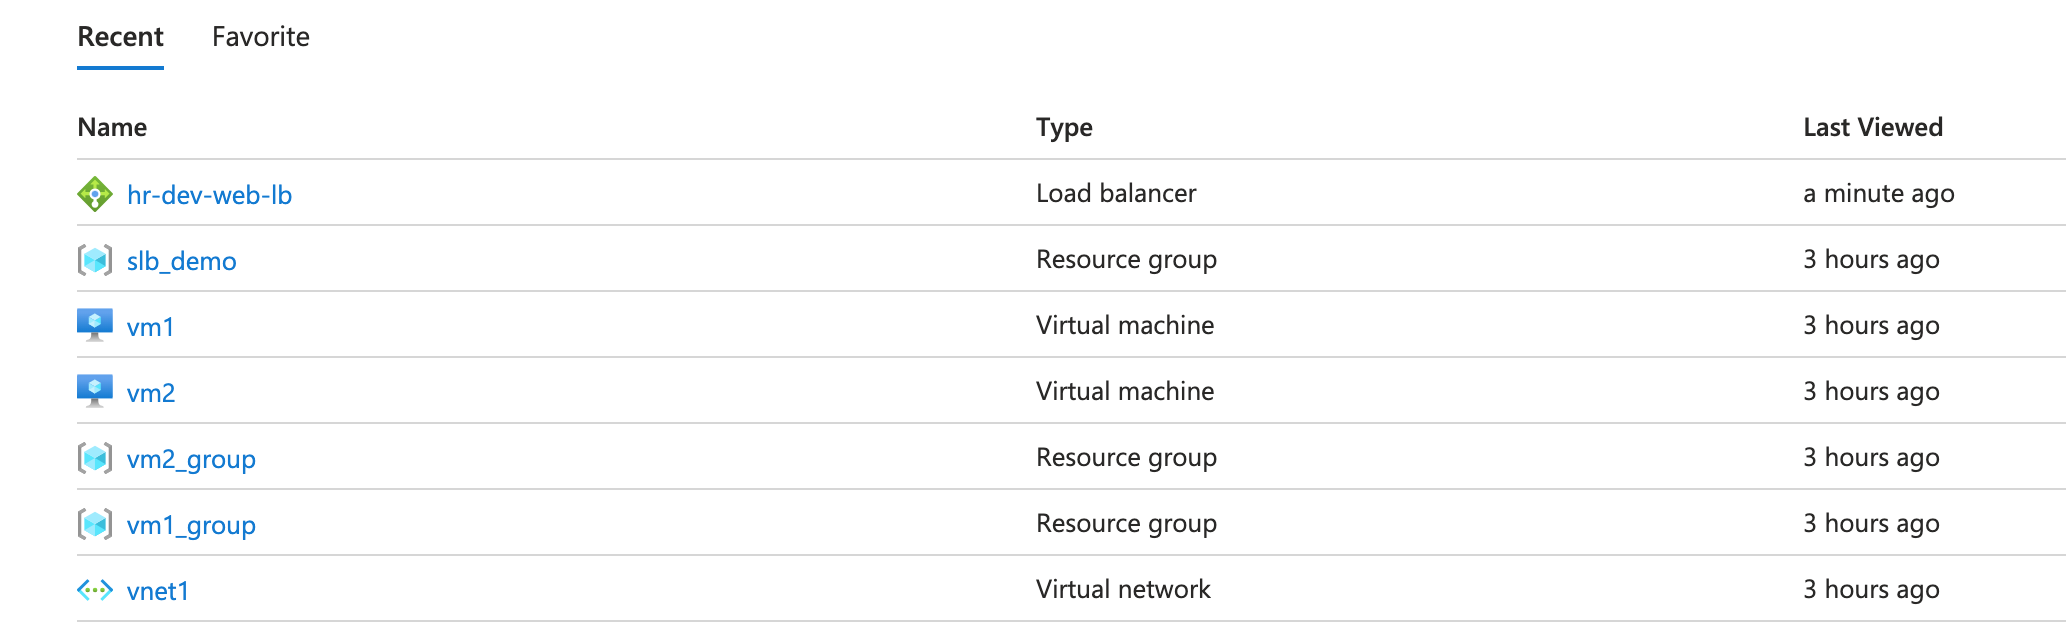 Recent Favorite
Name Type Last Viewed
hr-dev-web-lb Load balancer a minute ago
slb_demo Resource group 3 hours ago
vm1 Virtual machine 3 hours ago
vm2 Virtual machine 3 hours ago
vm2_group Resource group 3 hours ago
vm1_group Resource group 3 hours ago
vnet1 Virtual network 3 hours ago